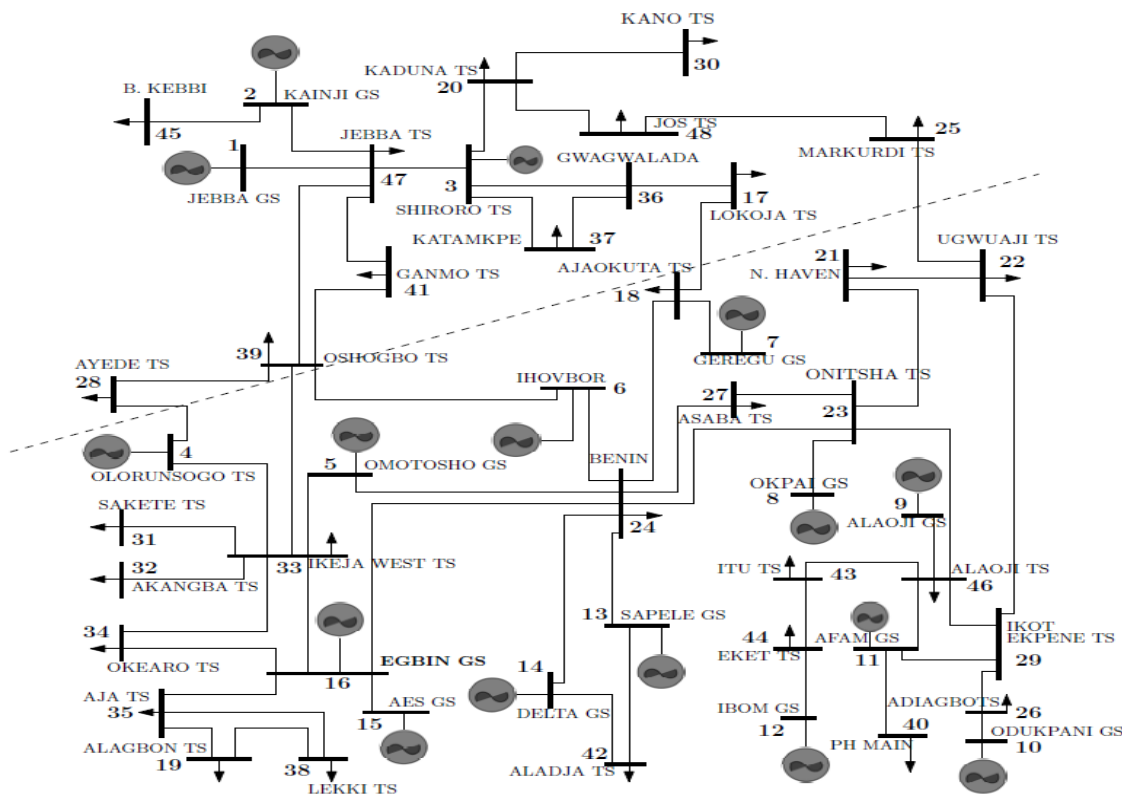 KANO TS
30
KADUNA TS
20
B. KEBBI
45
2
KAINJI GS
JOS TS
48
25
MARKURDI TS
1
JEBBA TS
JEBBA GS
47
3
SHIRORO TS
GWAGWALADA
36
17
LOKOJA TS
KATAMKPE
37
GANMO TS
41
AJAOKUTA TS
18
21
N. HAVEN
UGWUAJI TS
22
7
GEREGU GS
39
OSHOGBO TS
AYEDE TS
28
IHOVBOR
6
27
ASABA TS
ONITSHA TS
23
4
OLORUNSOGO TS
5
OMOTOSHO GS
BENIN
24
OKPAI GS
8
9
ALAOJI GS
SAKETE TS
31
32
AKANGBA TS
33
IKEJA WEST TS
ITU TS
43
ALAOJI TS
46
34
OKEARO TS
13
SAPELE GS
44
EKET TS
AFAM GS
11
IKOT
EKPENE TS
29
16
EGBIN GS
14
DELTA GS
AJA TS
35
15
AES GS
IBOM GS
12
ADIAGBOTS
26
ODUKPANI GS
10
40
PH MAIN
ALAGBON TS
19
38
LEKKI TS
42
ALADJA TS